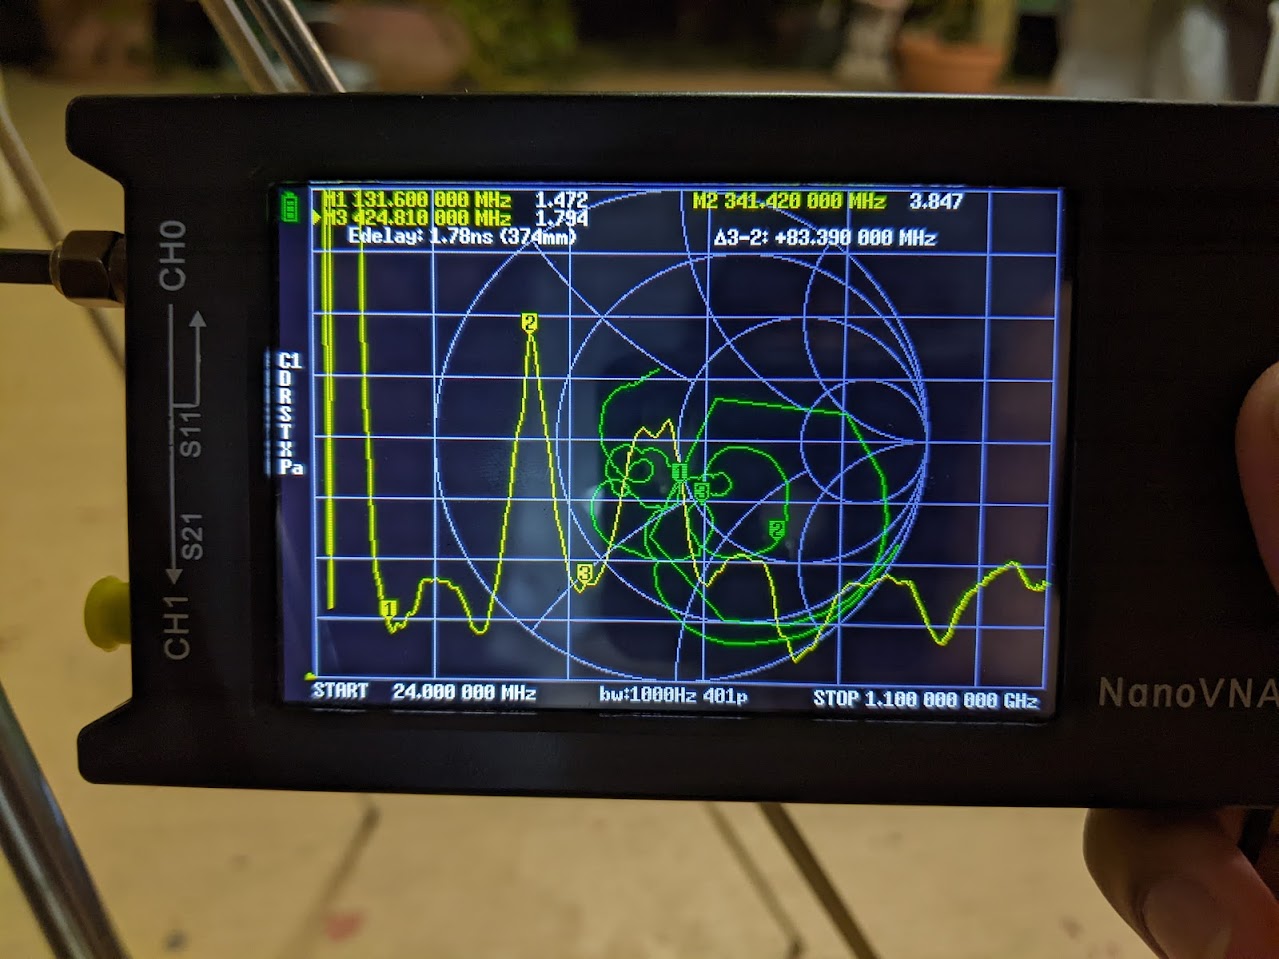 M1 131.600 000 MHz 1.472 M2 341.420 000 MHz 3.847
M3 424.810 000 MHz 1.794
Edelay: 1.78ns (374mm) Δ3-2: +83.390 000 MHz
CH0
S11
S21
CH1
C1
D
R
S
T
X
Pa
2
1
3
1
3
2
START 24.000 000 MHz bw:1000Hz 401p STOP 1.100 000 000 GHz
NanoVNA